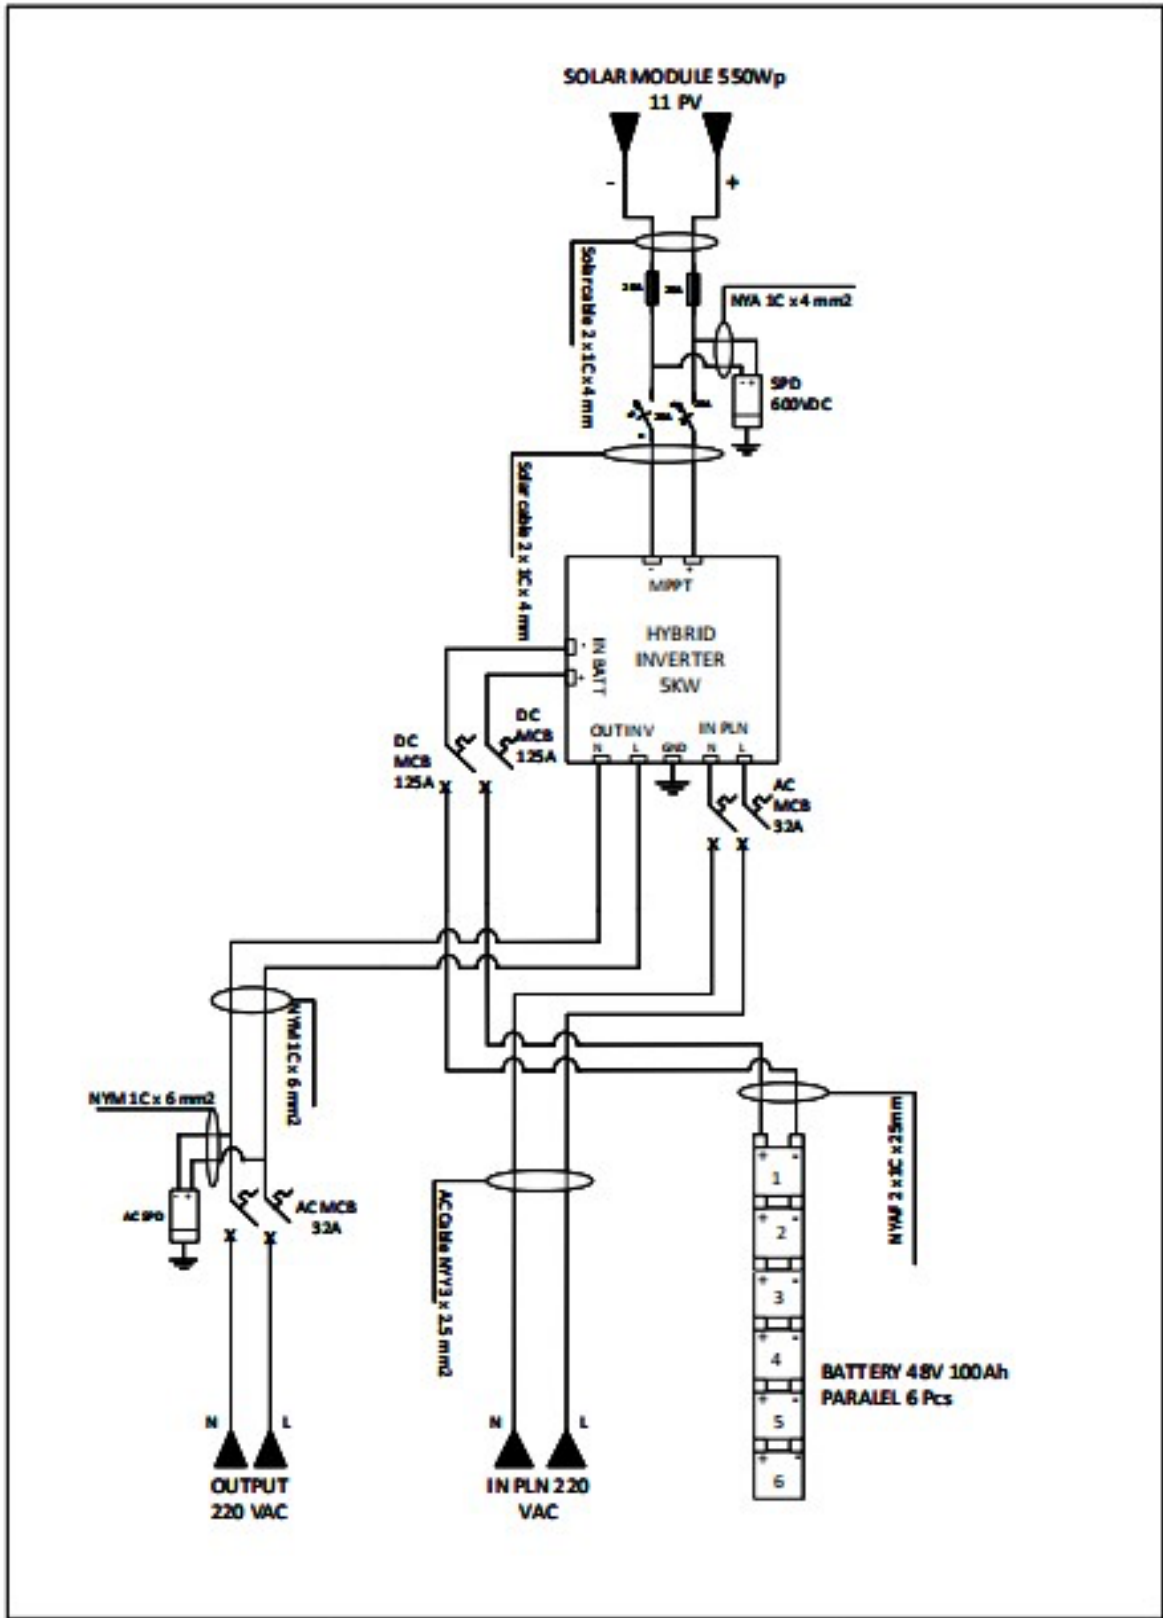 SOLAR MODULE 550Wp
11 PV
-
+
Solar cable 2 x 1C x 4 mm
NYA 1C x 4 mm2
- +
SPD
600VDC
Solar cable 2 x 1C x 4 mm
- +
MPPT
HYBRID
INVERTER
5KW
IN BATT
-
+
OUT INV
IN PLN
N L GND N L
DC
MCB
125A
DC
MCB
125A
AC
MCB
32A
NYM 1C x 6 mm2
NYM 1C x 6 mm2
AC SPD
AC MCB
32A
AC Cable NYY 3 x 2.5 mm2
NYAF 2 x 1C x 25mm
+ -
1
+ -
2
+ -
3
+ -
4
+ -
5
+ -
6
BATTERY 48V 100Ah
PARALEL 6 Pcs
N L
OUTPUT
220 VAC
N L
IN PLN 220
VAC